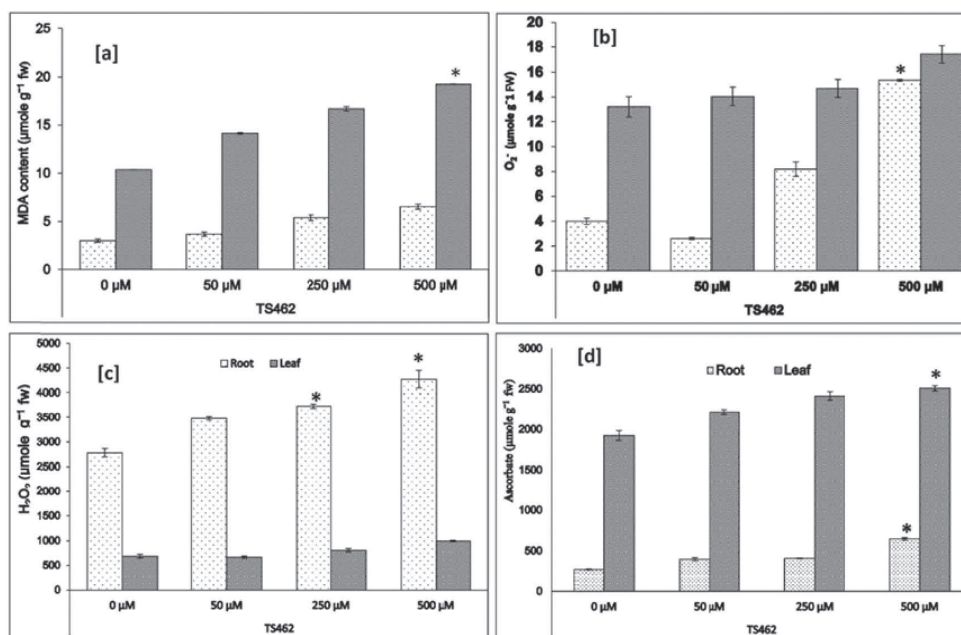 [a]
MDA content (µmole g⁻¹ fw)
25
20
15
10
5
0
*
0 µM 50 µM 250 µM 500 µM
TS462
[b]
O₂⁻ (µmole g⁻¹ FW)
20
18
16
14
12
10
8
6
4
2
0
*
0 µM 50 µM 250 µM 500 µM
TS462
[c]
Root Leaf
H₂O₂ (µmole g⁻¹ fw)
5000
4500
4000
3500
3000
2500
2000
1500
1000
500
0
* *
0 µM 50 µM 250 µM 500 µM
TS462
[d]
Root Leaf
Ascorbate (µmole g⁻¹ fw)
3000
2500
2000
1500
1000
500
0
*
*
0 µM 50 µM 250 µM 500 µM
TS462